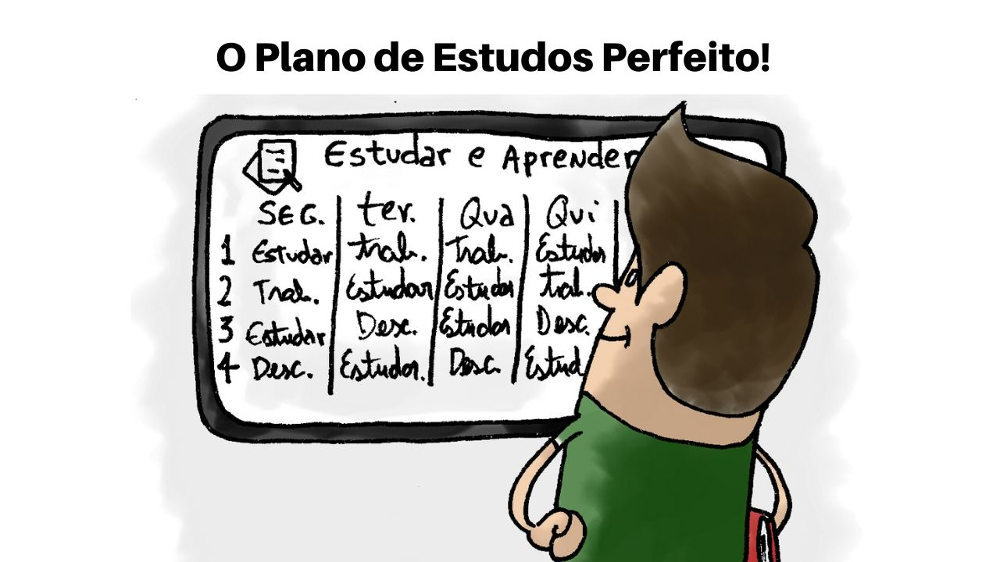 O Plano de Estudos Perfeito!
Estudar e Aprender
SEG. ter. Qua Qui
1 Estudar trab. Trab. Estudar
2 Trab. Estudar Estudar trab.
3 Estudar Desc. Estudar Desc.
4 Desc. Estudar. Desc. Estud